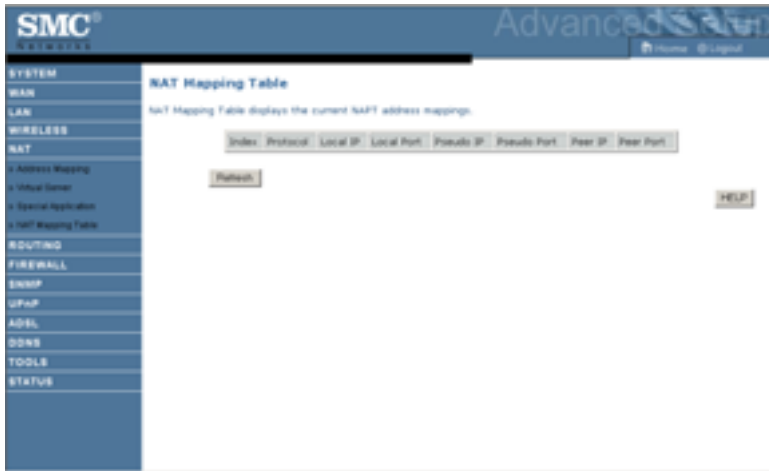 SMC®
Networks
Advanced Setup
Home Logout
SYSTEM
WAN
LAN
WIRELESS
NAT
» Address Mapping
» Virtual Server
» Special Application
» NAT Mapping Table
ROUTING
FIREWALL
SNMP
UPnP
ADSL
DDNS
TOOLS
STATUS
NAT Mapping Table
NAT Mapping Table displays the current NAPT address mappings.
Index Protocol Local IP Local Port Pseudo IP Pseudo Port Peer IP Peer Port
Refresh
HELP